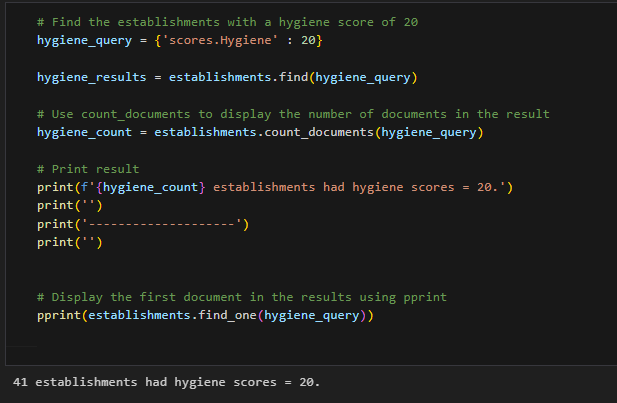 # Find the establishments with a hygiene score of 20
hygiene_query = {'scores.Hygiene' : 20}
hygiene_results = establishments.find(hygiene_query)
# Use count_documents to display the number of documents in the result
hygiene_count = establishments.count_documents(hygiene_query)
# Print result
print(f'{hygiene_count} establishments had hygiene scores = 20.')
print('')
print('--------------------')
print('')
# Display the first document in the results using pprint
pprint(establishments.find_one(hygiene_query))
41 establishments had hygiene scores = 20.